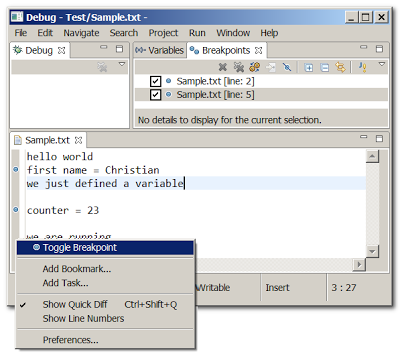 Debug - Test/Sample.txt -
File Edit Navigate Search Project Run Window Help
Debug
Variables Breakpoints
Sample.txt [line: 2]
Sample.txt [line: 5]
No details to display for the current selection.
Sample.txt
hello world
first name = Christian
we just defined a variable
counter = 23
we are running
Toggle Breakpoint
Add Bookmark...
Add Task...
Show Quick Diff Ctrl+Shift+Q
Show Line Numbers
Preferences...
Writable Insert 3 : 27